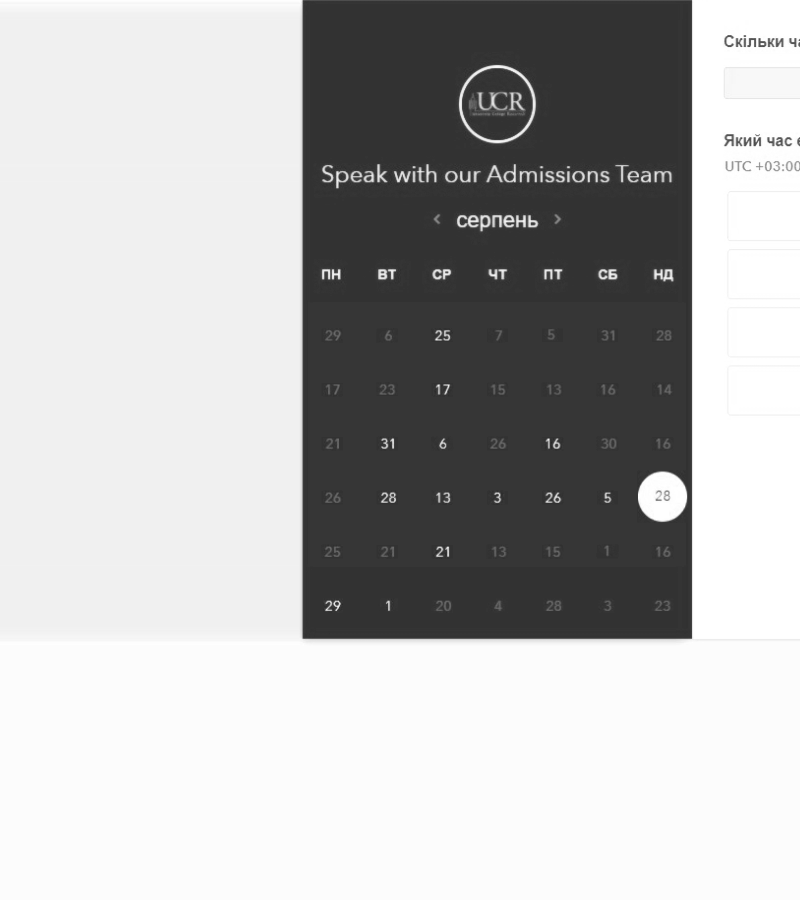 UCR
Speak with our Admissions Team
< серпень >
ПН ВТ СР ЧТ ПТ СБ НД
29 6 25 7 5 31 28
17 23 17 15 13 16 14
21 31 6 26 16 30 16
26 28 13 3 26 5 28
25 21 21 13 15 1 16
29 1 20 4 28 3 23
Скільки ча
Який час є
UTC +03:00